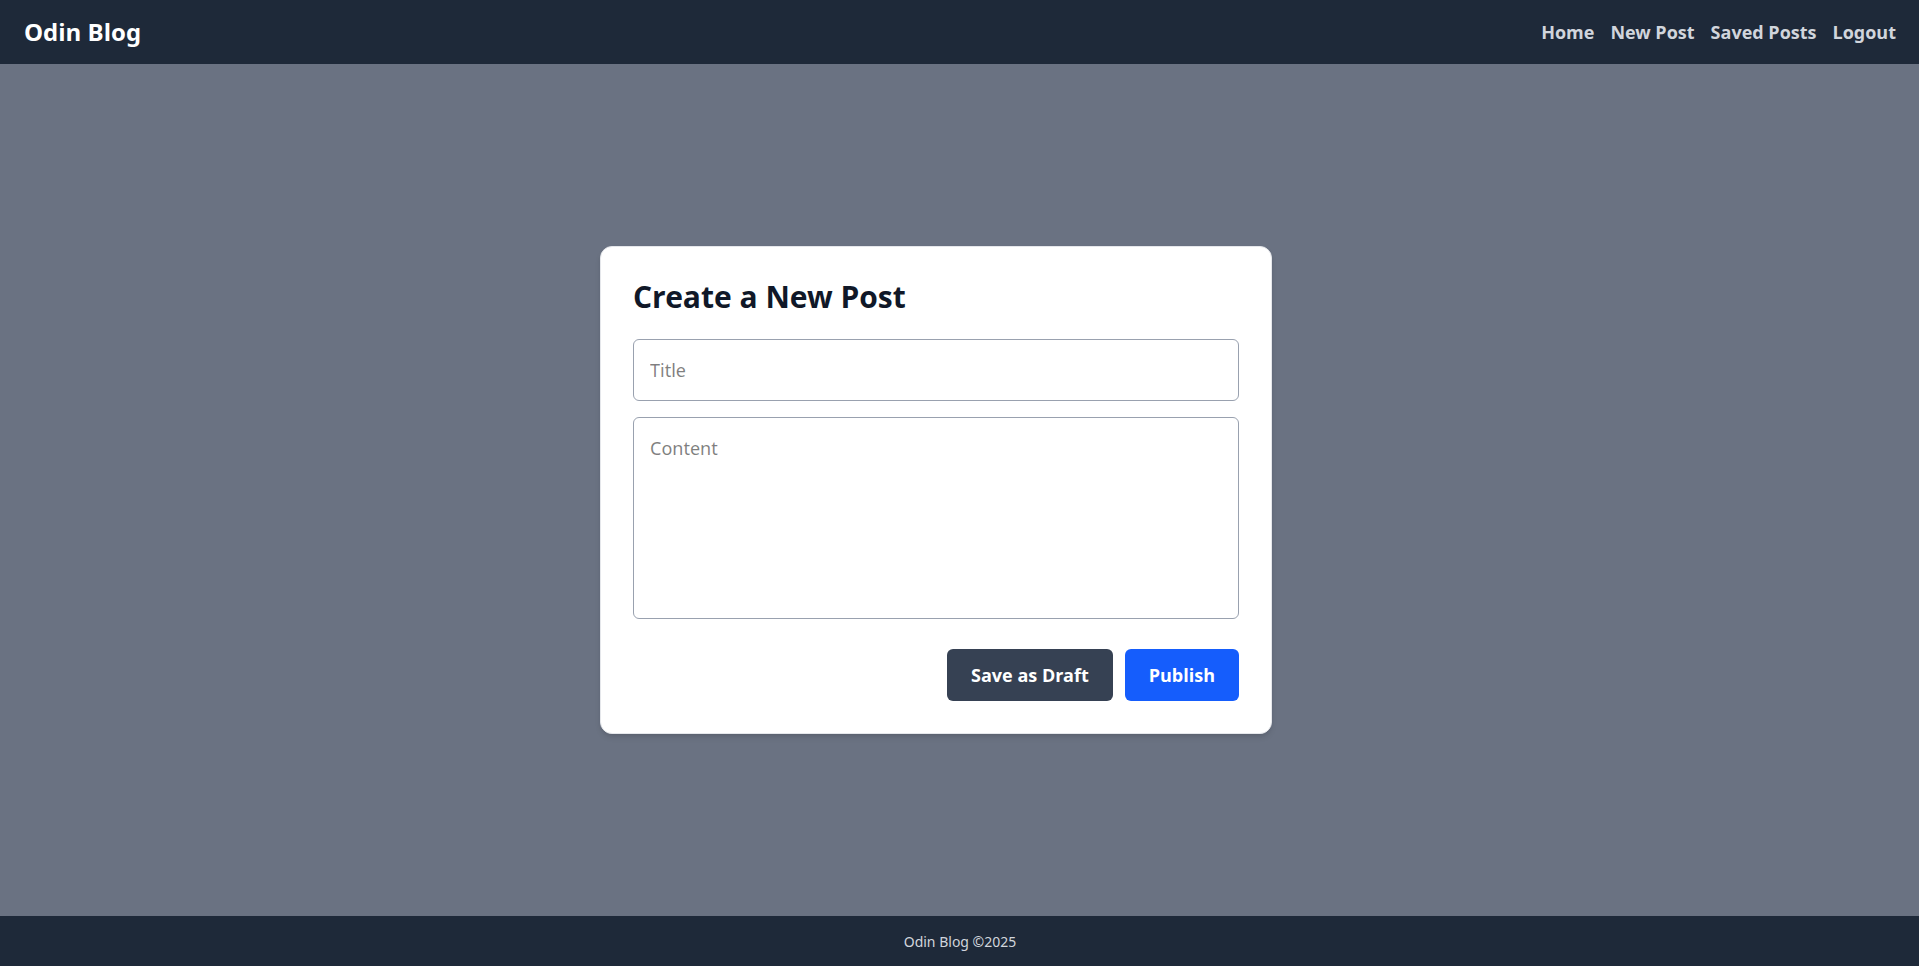 Odin Blog
Home New Post Saved Posts Logout
Create a New Post
Title
Content
Save as Draft Publish
Odin Blog ©2025